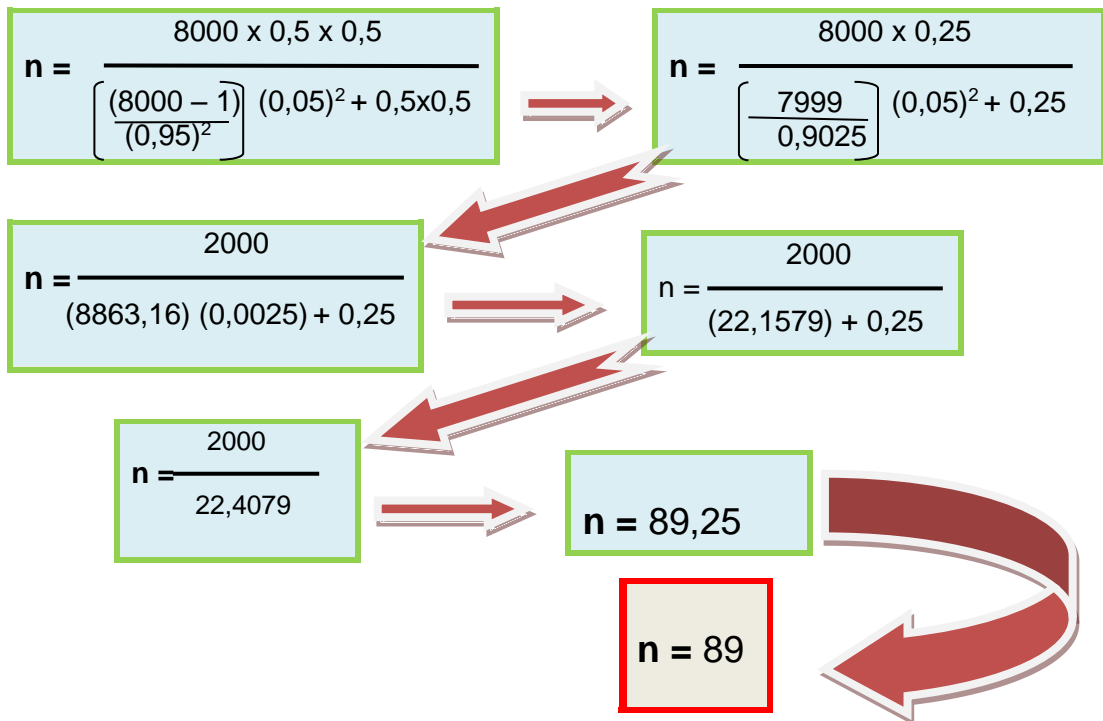 8000 x 0,5 x 0,5
n =
(8000 – 1) (0,05)² + 0,5x0,5
(0,95)²
8000 x 0,25
n =
7999 (0,05)² + 0,25
0,9025
2000
n =
(8863,16) (0,0025) + 0,25
2000
n =
(22,1579) + 0,25
2000
n =
22,4079
n = 89,25
n = 89